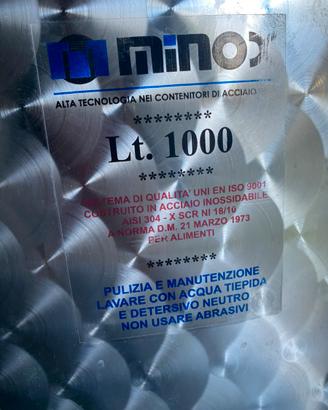 minox
ALTA TECNOLOGIA NEI CONTENITORI DI ACCIAIO
********
Lt. 1000
********
SISTEMA DI QUALITA' UNI EN ISO 9001
COSTRUITO IN ACCIAIO INOSSIDABILE
AISI 304 - X SCR NI 18/10
A NORMA D.M. 21 MARZO 1973
PER ALIMENTI
********
PULIZIA E MANUTENZIONE
LAVARE CON ACQUA TIEPIDA
E DETERSIVO NEUTRO
NON USARE ABRASIVI